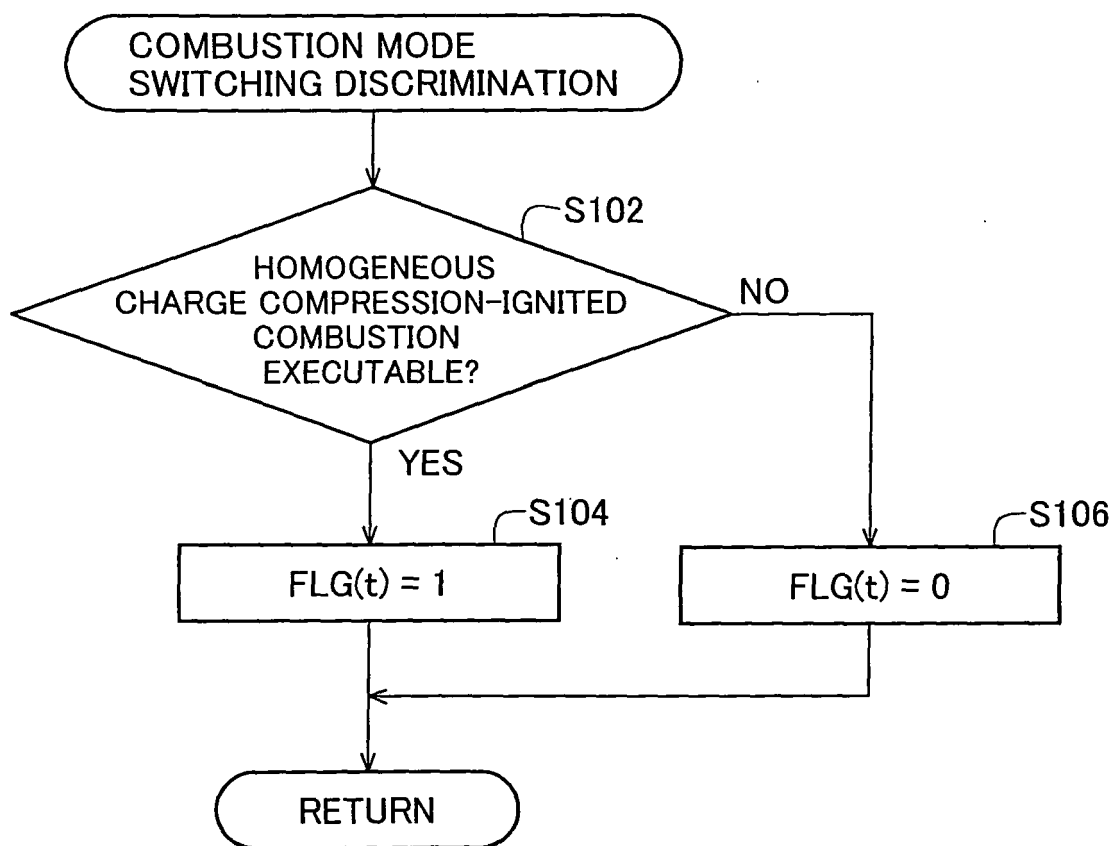 COMBUSTION MODE
SWITCHING DISCRIMINATION
S102
HOMOGENEOUS
CHARGE COMPRESSION-IGNITED
COMBUSTION
EXECUTABLE?
NO
YES
S104
FLG(t) = 1
S106
FLG(t) = 0
RETURN